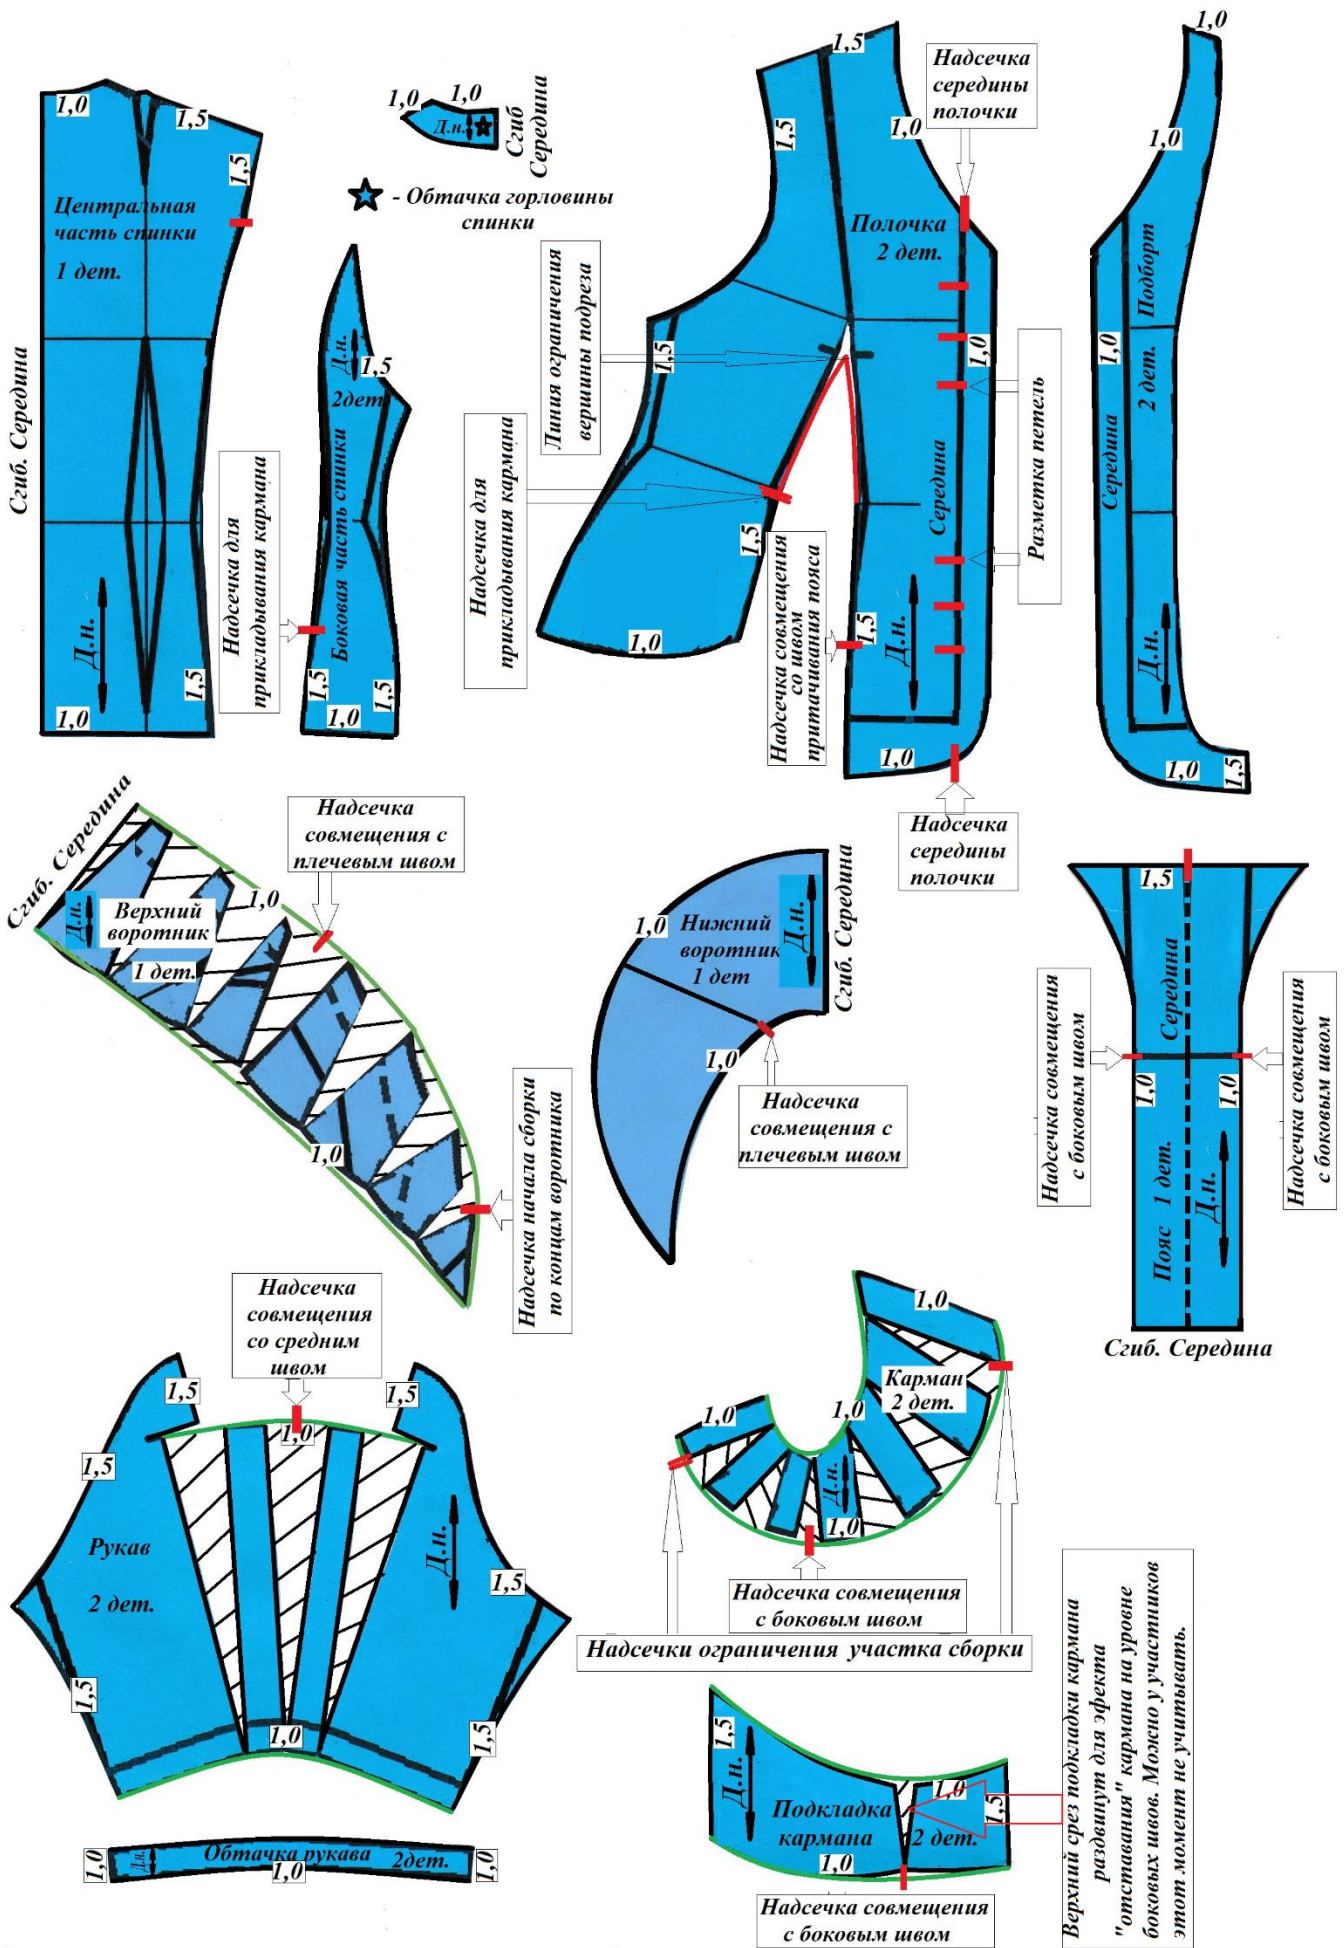 1,0
1,5
1,5
Центральная
часть спинки
1 дет.
Сгиб. Середина
Д.н.
1,5
1,0
1,0
1,0
Д.н.
Сгиб
Середина
- Обтачка горловины
спинки
Д.н.
1,5
2дет
Боковая часть спинки
1,5
1,0
1,5
Надсечка для
прикладывания кармана
1,5
1,5
1,0
Надсечка
середины
полочки
Полочка
2 дет.
1,5
1,0
Линия ограничения
вершины подреза
Надсечка для
прикладывания кармана
1,5
1,0
Середина
Разметка петель
Надсечка совмещения
со швом
притачивания пояса
1,5
Д.н.
1,0
Надсечка
середины
полочки
1,0
1,0
1,0
Подборт
2 дет.
Середина
Д.н.
1,0
1,5
Сгиб. Середина
Д.н.
Верхний
воротник
1 дет.
1,0
1,0
Надсечка
совмещения с
плечевым швом
Надсечка начала сборки
по концам воротника
1,0
Нижний
воротник
1 дет
Д.н.
Сгиб. Середина
1,0
Надсечка
совмещения с
плечевым швом
1,5
Середина
Надсечка совмещения
с боковым швом
Надсечка совмещения
с боковым швом
1,0
1,0
Пояс 1 дет.
Д.н.
Сгиб. Середина
Надсечка
совмещения
со средним
швом
1,5
1,5
1,0
1,5
Рукав
2 дет.
Д.н.
1,5
1,5
1,5
1,0
1,0
Д.н.
Обтачка рукава
2дет.
1,0
1,0
1,0
Карман
2 дет.
1,0
1,0
Д.н.
1,0
Надсечка совмещения
с боковым швом
Надсечки ограничения участка сборки
1,5
Д.н.
Подкладка
кармана
2 дет.
1,0
1,5
1,0
Надсечка совмещения
с боковым швом
Верхний срез подкладки кармана
раздвинут для эфекта
"отставания" кармана на уровне
боковых швов. Можно у участников
этот момент не учитывать.